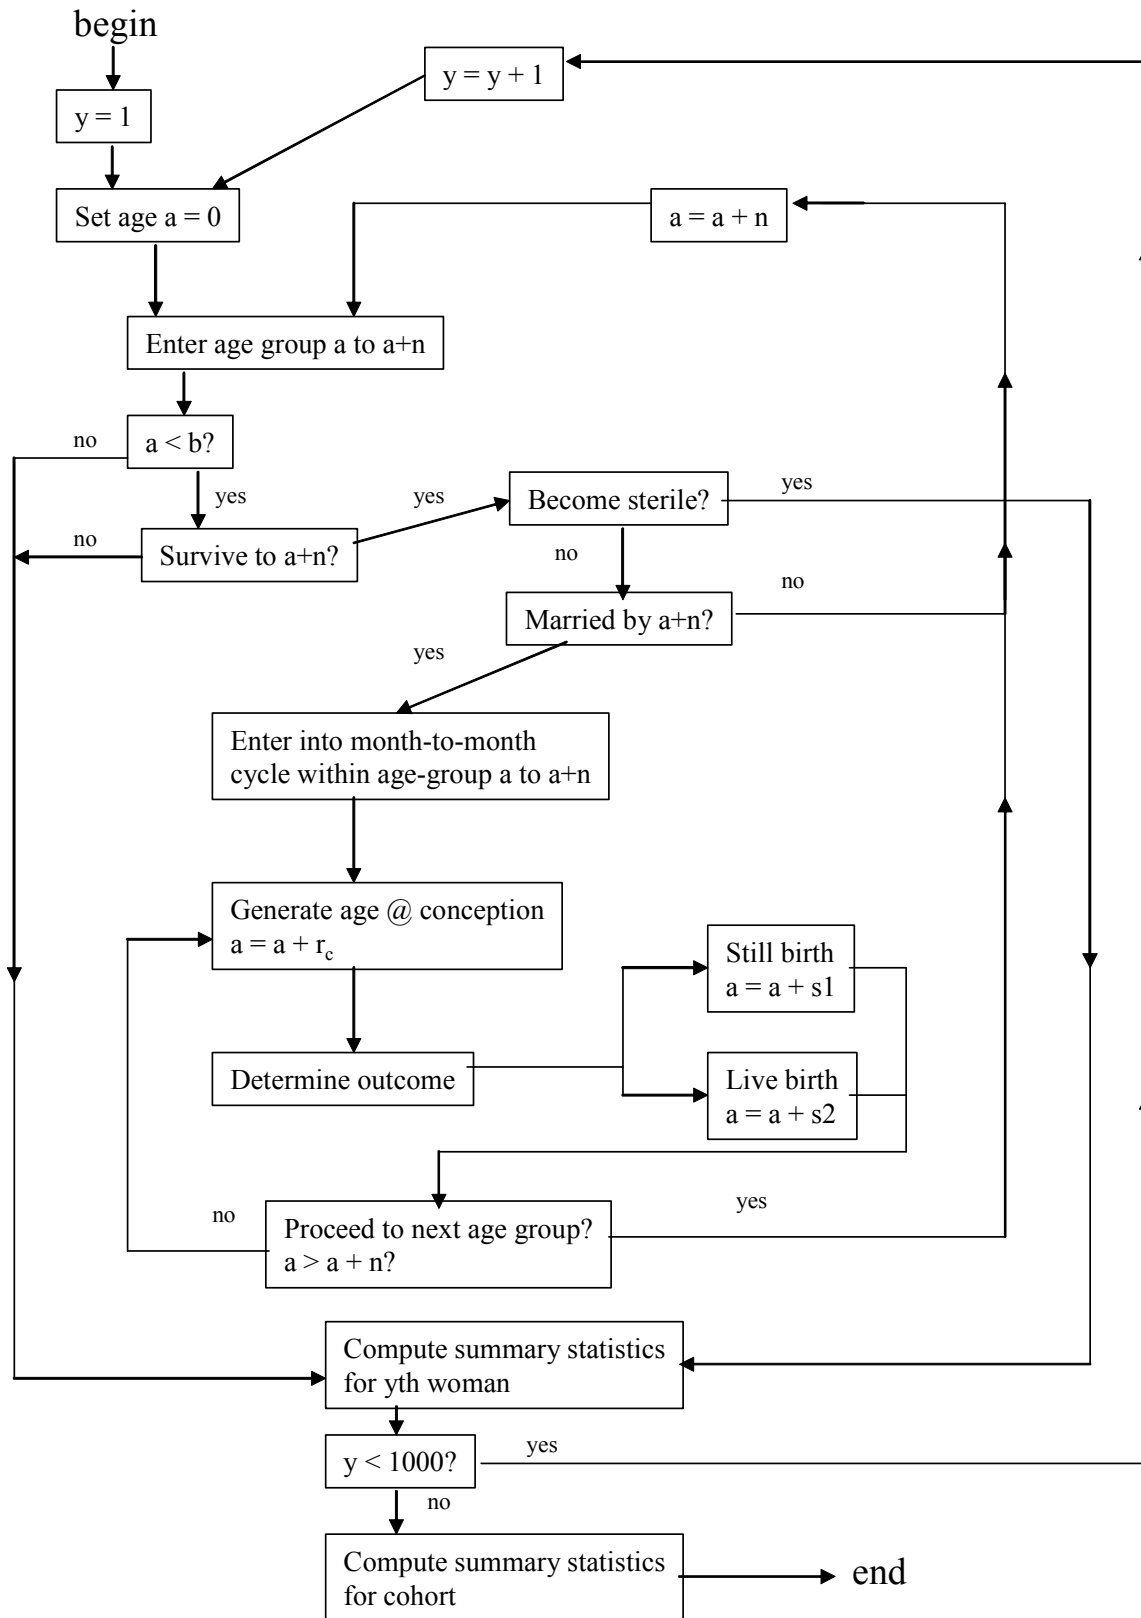 begin
y = y + 1
y = 1
Set age a = 0
a = a + n
Enter age group a to a+n
no
a < b?
yes
yes
Become sterile?
yes
no
Survive to a+n?
no
Married by a+n?
no
yes
Enter into month-to-month
cycle within age-group a to a+n
Generate age @ conception
a = a + rc
Still birth
a = a + s1
Determine outcome
Live birth
a = a + s2
no
Proceed to next age group?
a > a + n?
yes
Compute summary statistics
for yth woman
y < 1000?
yes
no
Compute summary statistics
for cohort
end